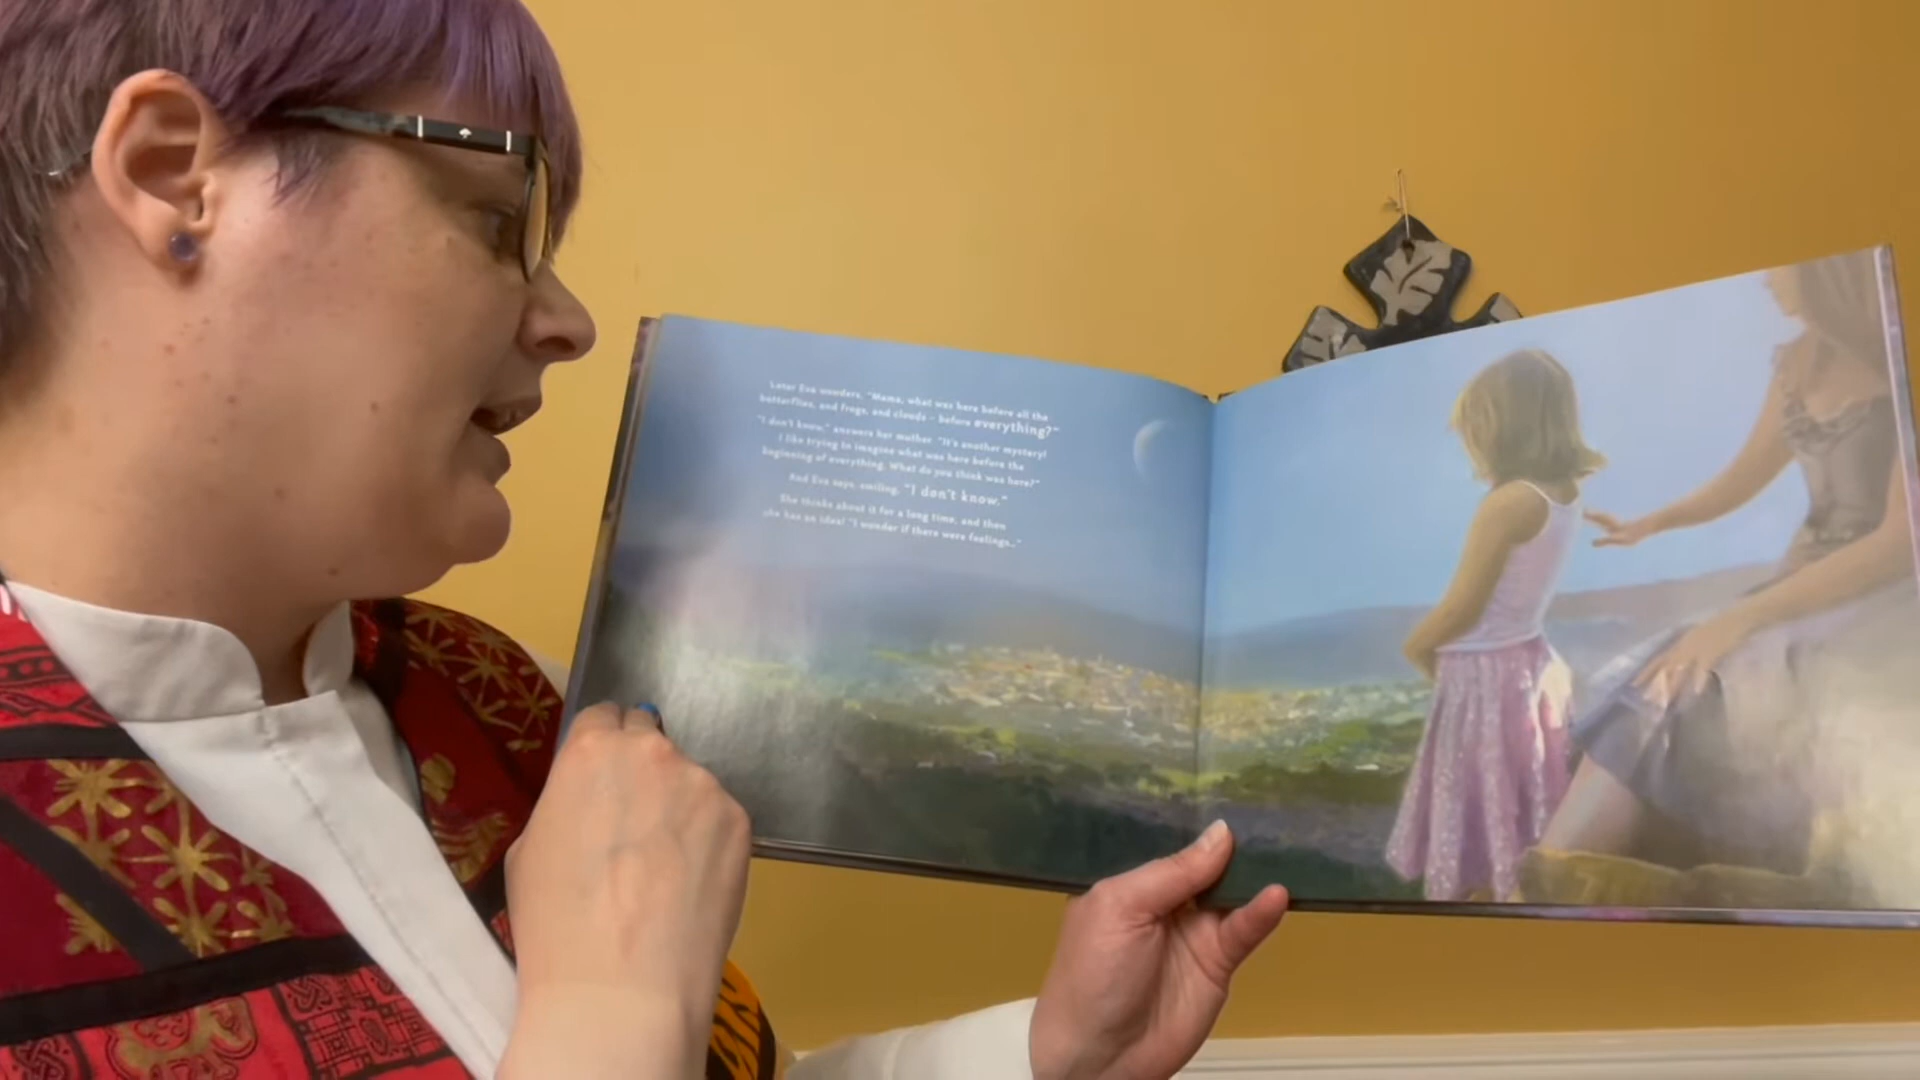 Later Eva wonders, "Mama, what was here before all the
butterflies, and frogs, and clouds – before everything?"
"I don't know," answers her mother. "It's another mystery!
I like trying to imagine what was here before the
beginning of everything. What do you think was here?"
And Eva says, smiling, "I don't know."
She thinks about it for a long time, and then
she has an idea! "I wonder if there were feelings..."